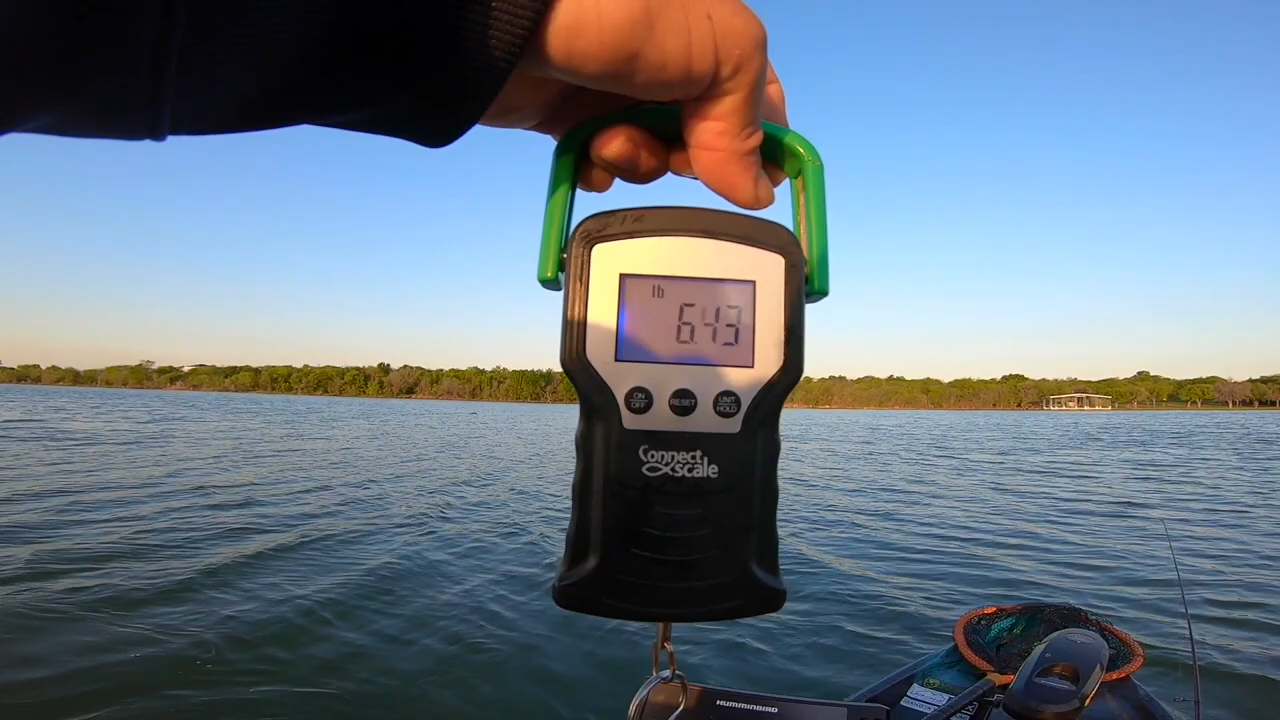 lb
6.43
ON
OFF
RESET
UNIT
HOLD
Connect
scale
HUMMINBIRD